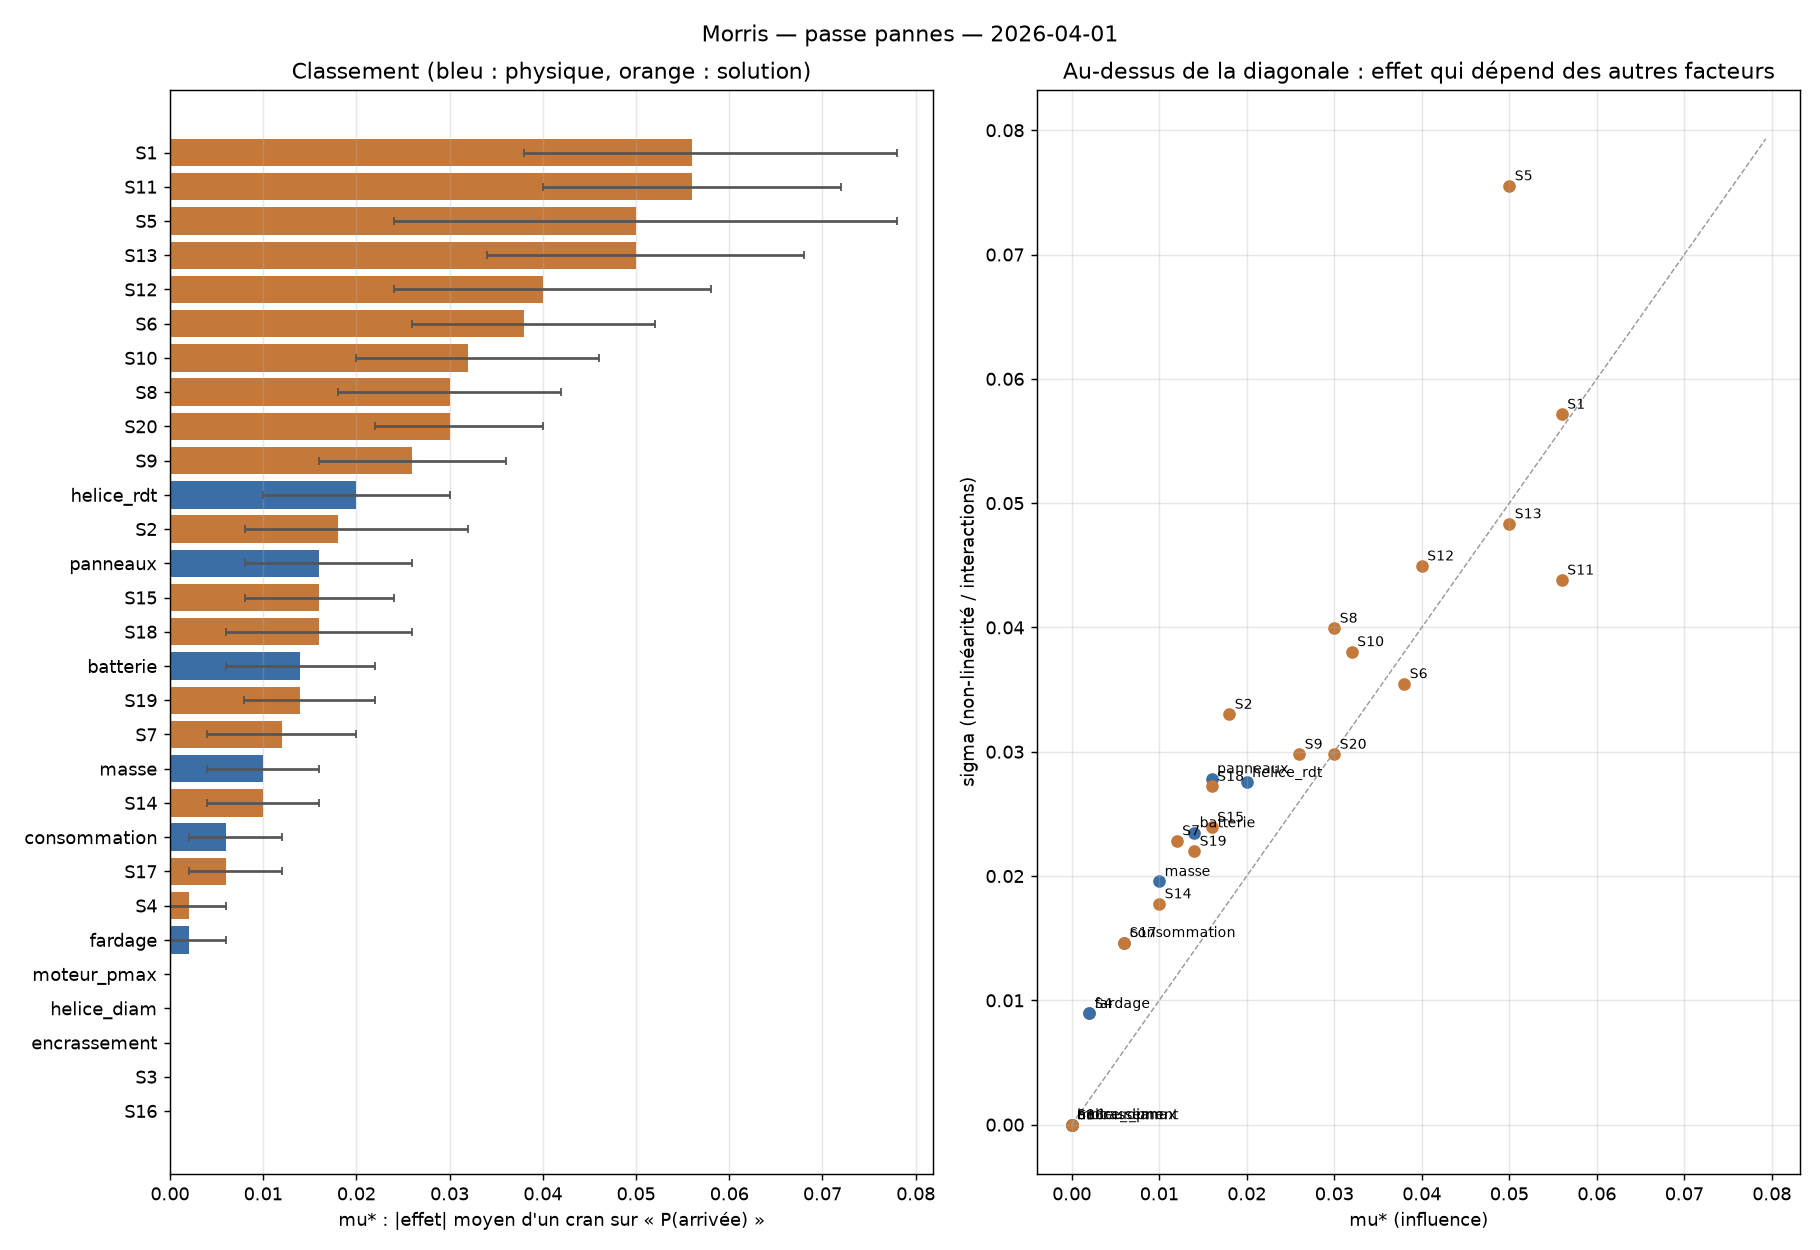 Morris — passe pannes — 2026-04-01
Classement (bleu : physique, orange : solution)
S1
S11
S5
S13
S12
S6
S10
S8
S20
S9
helice_rdt
S2
panneaux
S15
S18
batterie
S19
S7
masse
S14
consommation
S17
S4
fardage
moteur_pmax
helice_diam
encrassement
S3
S16
0.00 0.01 0.02 0.03 0.04 0.05 0.06 0.07 0.08
mu* : |effet| moyen d'un cran sur « P(arrivée) »
Au-dessus de la diagonale : effet qui dépend des autres facteurs
sigma (non-linéarité / interactions)
0.08
0.07
0.06
0.05
0.04
0.03
0.02
0.01
0.00
S5
S1
S13
S12
S11
S8
S10
S6
S2
S9
S20
panneaux
S18
helice_rdt
S15
batterie
S7
S19
masse
S14
S17
consommation
S4
fardage
0.00 0.01 0.02 0.03 0.04 0.05 0.06 0.07 0.08
mu* (influence)